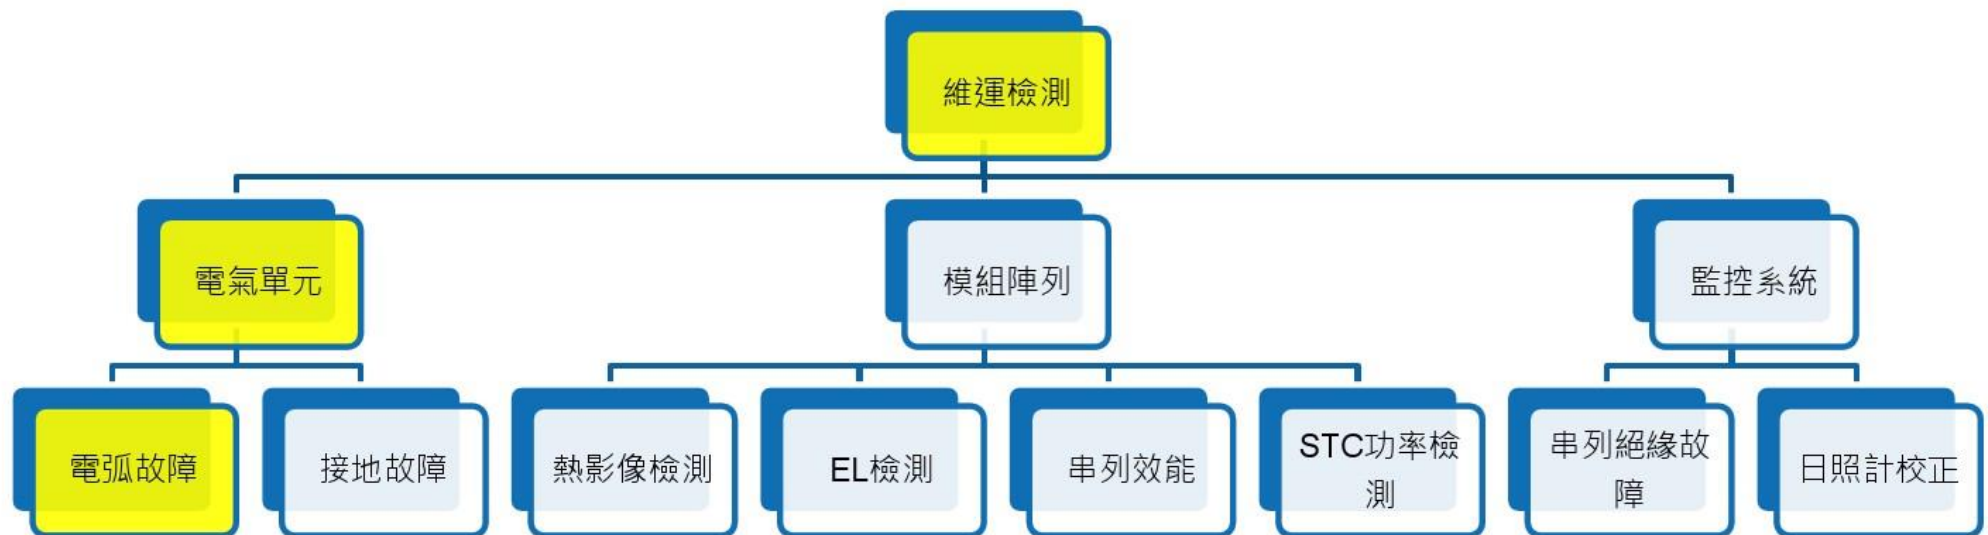 維運檢測
電氣單元
模組陣列
監控系統
電弧故障
接地故障
熱影像檢測
EL檢測
串列效能
STC功率檢
測
串列絕緣故
障
日照計校正